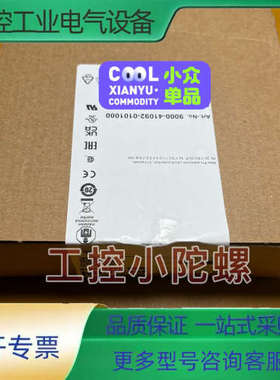 控工业电气设备
COOL 小众
XIANYU· 单品
COMMODITY
Art.-No. 9000-41092-0101000
工控小陀螺
品质保证 一站式采购
专票
更多型号咨询客服